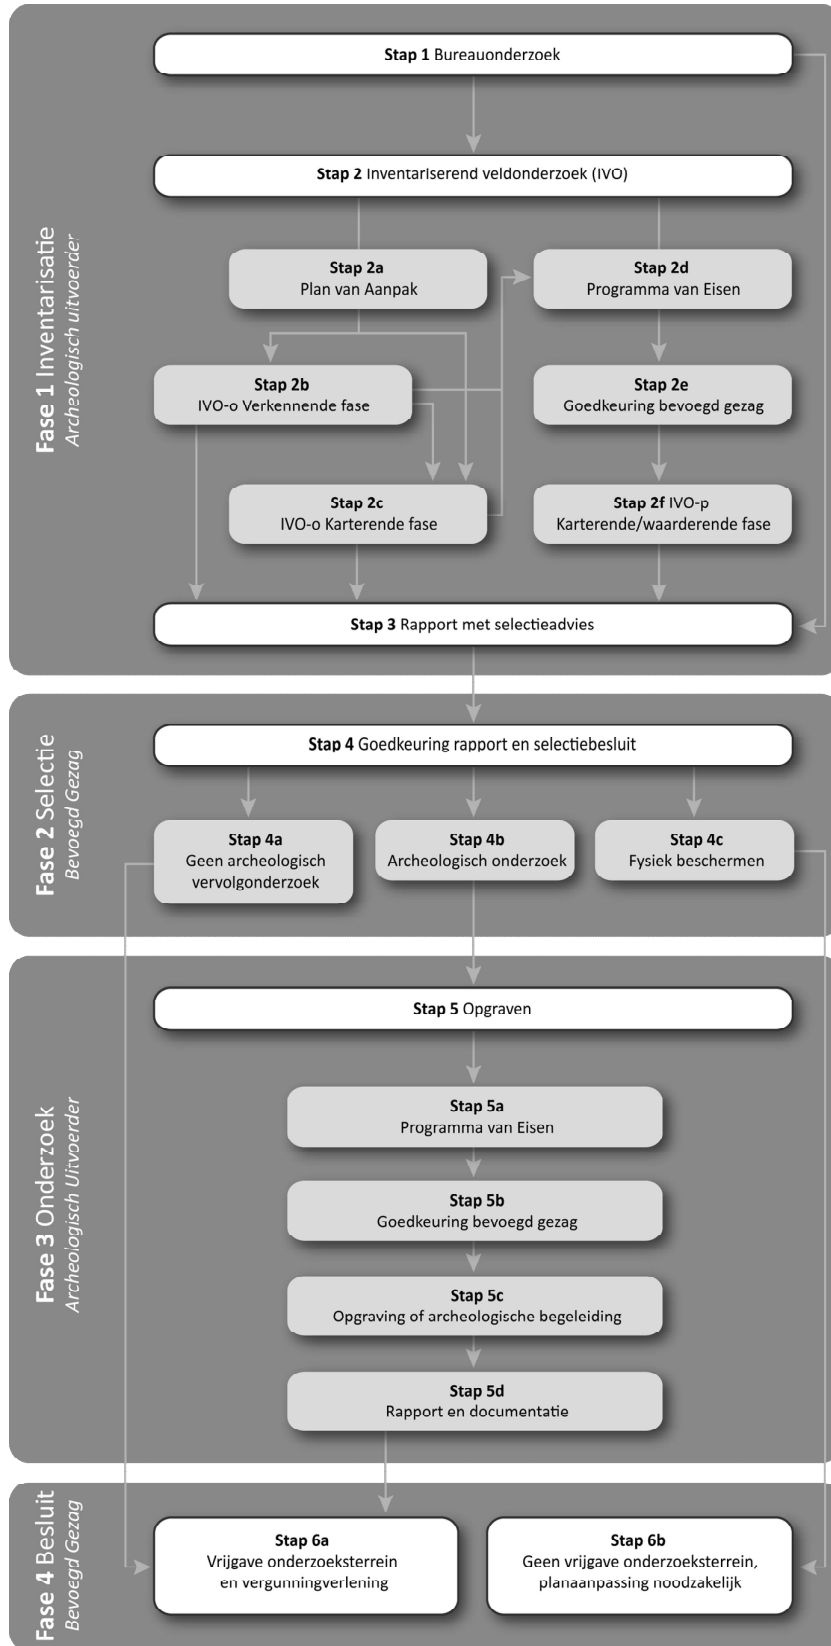 Fase 1 Inventarisatie
Archeologisch uitvoerder
Stap 1 Bureauonderzoek
Stap 2 Inventariserend veldonderzoek (IVO)
Stap 2a
Plan van Aanpak
Stap 2d
Programma van Eisen
Stap 2b
IVO-o Verkennende fase
Stap 2e
Goedkeuring bevoegd gezag
Stap 2c
IVO-o Karterende fase
Stap 2f IVO-p
Karterende/waarderende fase
Stap 3 Rapport met selectieadvies
Fase 2 Selectie
Bevoegd Gezag
Stap 4 Goedkeuring rapport en selectiebesluit
Stap 4a
Geen archeologisch
vervolgonderzoek
Stap 4b
Archeologisch onderzoek
Stap 4c
Fysiek beschermen
Fase 3 Onderzoek
Archeologisch Uitvoerder
Stap 5 Opgraven
Stap 5a
Programma van Eisen
Stap 5b
Goedkeuring bevoegd gezag
Stap 5c
Opgraving of archeologische begeleiding
Stap 5d
Rapport en documentatie
Fase 4 Besluit
Bevoegd Gezag
Stap 6a
Vrijgave onderzoeksterrein
en vergunningverlening
Stap 6b
Geen vrijgave onderzoeksterrein,
planaanpassing noodzakelijk